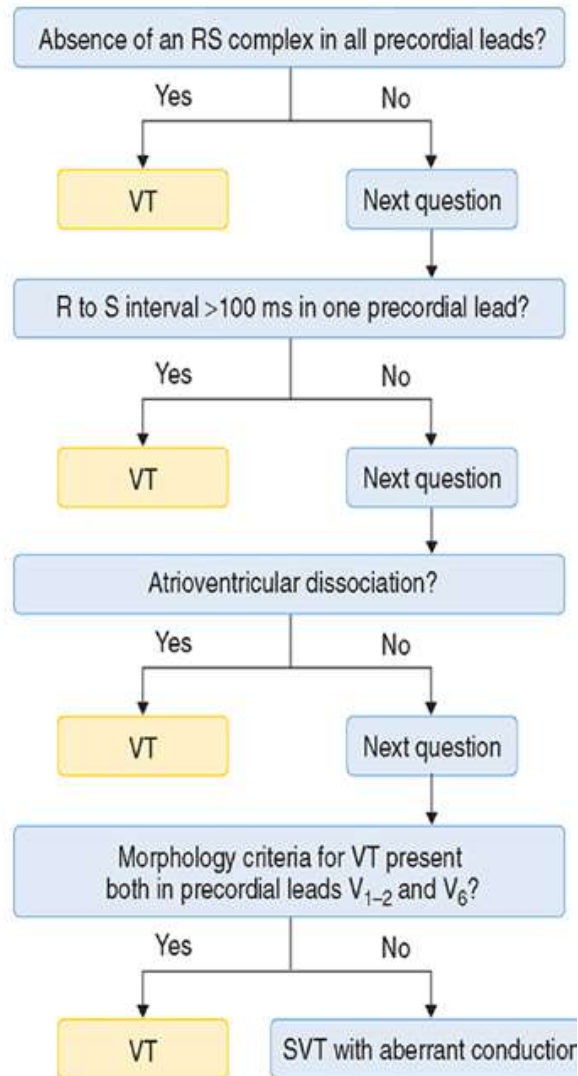 Absence of an RS complex in all precordial leads?
Yes
No
VT
Next question
R to S interval >100 ms in one precordial lead?
Yes
No
VT
Next question
Atrioventricular dissociation?
Yes
No
VT
Next question
Morphology criteria for VT present
both in precordial leads V₁₋₂ and V₆?
Yes
No
VT
SVT with aberrant conduction